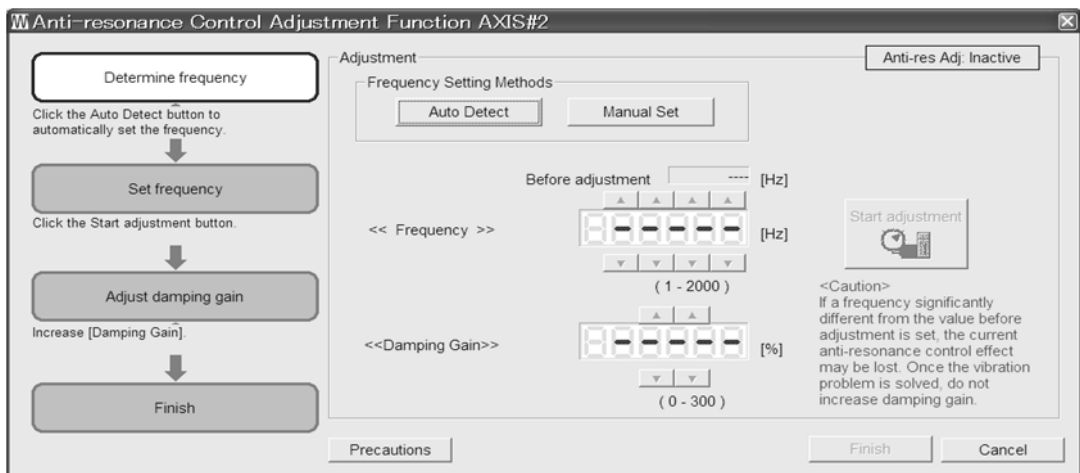 Anti-resonance Control Adjustment Function AXIS#2
Determine frequency
Click the Auto Detect button to
automatically set the frequency.
Set frequency
Click the Start adjustment button.
Adjust damping gain
Increase [Damping Gain].
Finish
Adjustment
Anti-res Adj: Inactive
Frequency Setting Methods
Auto Detect
Manual Set
Before adjustment ---- [Hz]
<< Frequency >> ----- [Hz]
( 1 - 2000 )
<<Damping Gain>> ----- [%]
( 0 - 300 )
Start adjustment
<Caution>
If a frequency significantly
different from the value before
adjustment is set, the current
anti-resonance control effect
may be lost. Once the vibration
problem is solved, do not
increase damping gain.
Precautions
Finish
Cancel